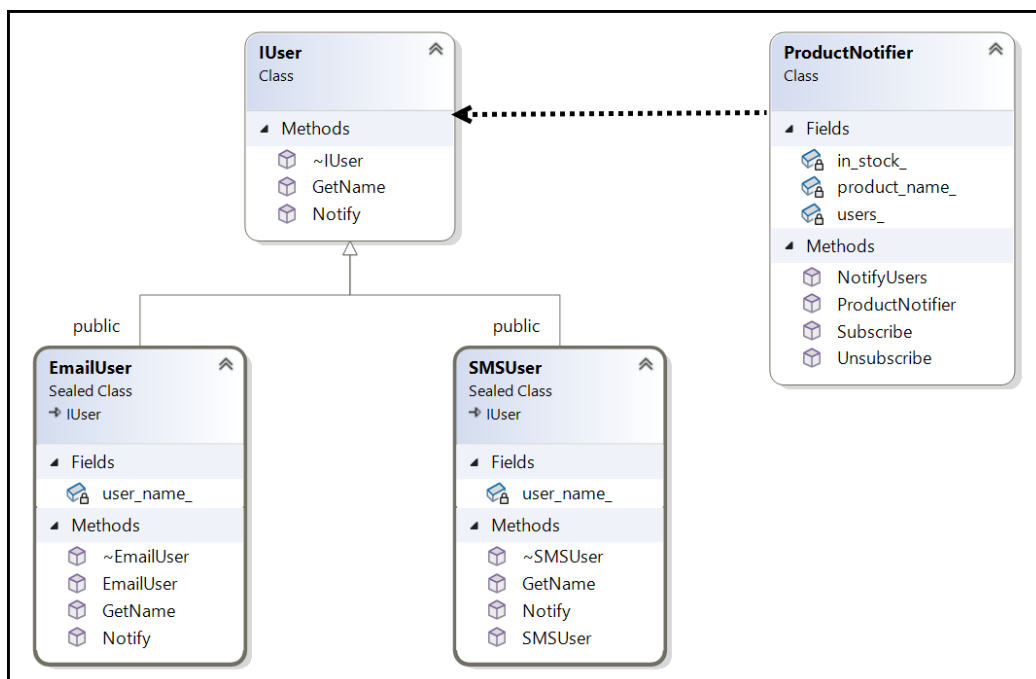 IUser
Class
Methods
~IUser
GetName
Notify
ProductNotifier
Class
Fields
in_stock_
product_name_
users_
Methods
NotifyUsers
ProductNotifier
Subscribe
Unsubscribe
public
public
EmailUser
Sealed Class
IUser
Fields
user_name_
Methods
~EmailUser
EmailUser
GetName
Notify
SMSUser
Sealed Class
IUser
Fields
user_name_
Methods
~SMSUser
GetName
Notify
SMSUser